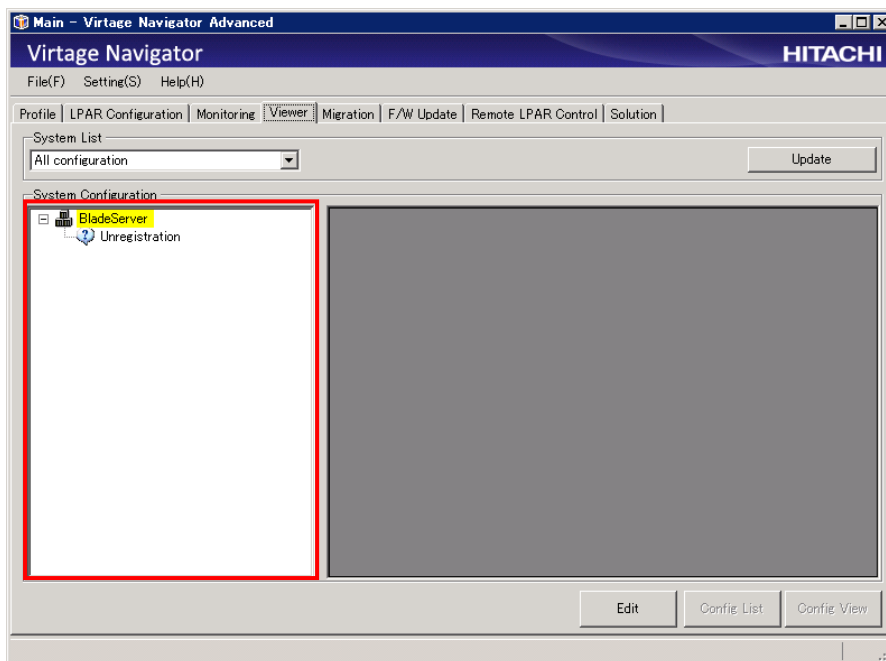 Main - Virtage Navigator Advanced
Virtage Navigator
HITACHI
File(F) Setting(S) Help(H)
Profile LPAR Configuration Monitoring Viewer Migration F/W Update Remote LPAR Control Solution
System List
All configuration
Update
System Configuration
BladeServer
Unregistration
Edit Config List Config View